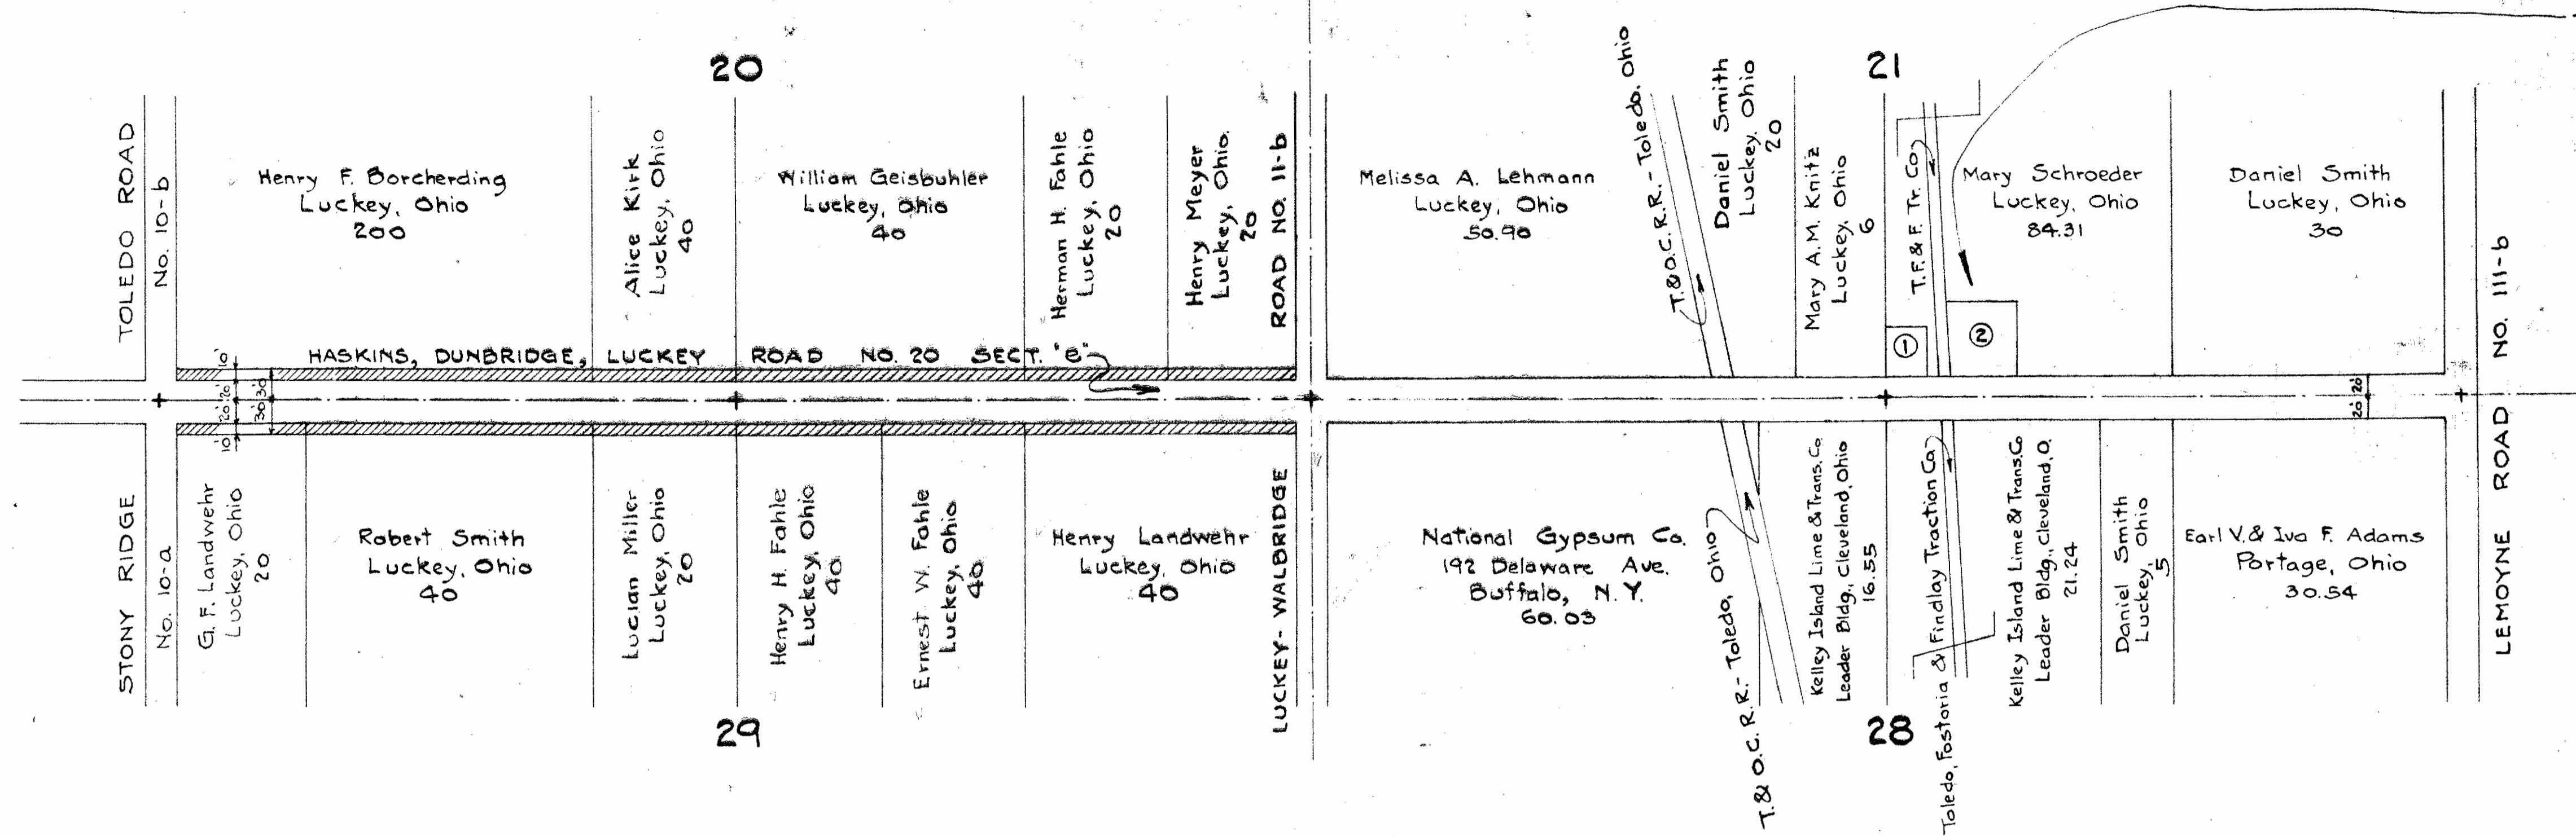 20
21
TOLEDO ROAD
No. 10-b
Henry F. Borcherding
Luckey, Ohio
200
Alice Kirk
Luckey, Ohio
40
William Geisbuhler
Luckey, Ohio
40
Herman H. Fahle
Luckey, Ohio
20
Henry Meyer
Luckey, Ohio.
20
ROAD NO. 11-b
Melissa A. Lehmann
Luckey, Ohio
50.90
T.&O.C.R.R.-Toledo, Ohio
Daniel Smith
Luckey, Ohio
20
Mary A.M. Knitz
Luckey, Ohio
6
T.F.&F. Tr. Co.
1
2
Mary Schroeder
Luckey, Ohio
84.31
Daniel Smith
Luckey, Ohio
30
NO. 111-b
HASKINS, DUNBRIDGE, LUCKEY ROAD NO. 20 SECT. "e"
10'
20' 30'
20' 30'
10'
20'
20'
STONY RIDGE
No. 10-a
G. F. Landwehr
Luckey, Ohio
20
Robert Smith
Luckey, Ohio
40
Lucian Miller
Luckey, Ohio
20
Henry H. Fahle
Luckey, Ohio
40
Ernest W. Fahle
Luckey, Ohio
40
Henry Landwehr
Luckey, Ohio
40
LUCKEY-WALBRIDGE
National Gypsum Co.
192 Delaware Ave.
Buffalo, N.Y.
60.03
T.& O.C.R.R.-Toledo, Ohio
Kelley Island Lime & Trans. Co.
Leader Bldg., Cleveland, Ohio
16.55
Toledo, Fostoria & Findlay Traction Co.
Kelley Island Lime & Trans. Co
Leader Bldg., Cleveland, O.
21.24
Daniel Smith
Luckey, Ohio
5
Earl V. & Iva F. Adams
Portage, Ohio
30.54
LEMOYNE ROAD
29
28